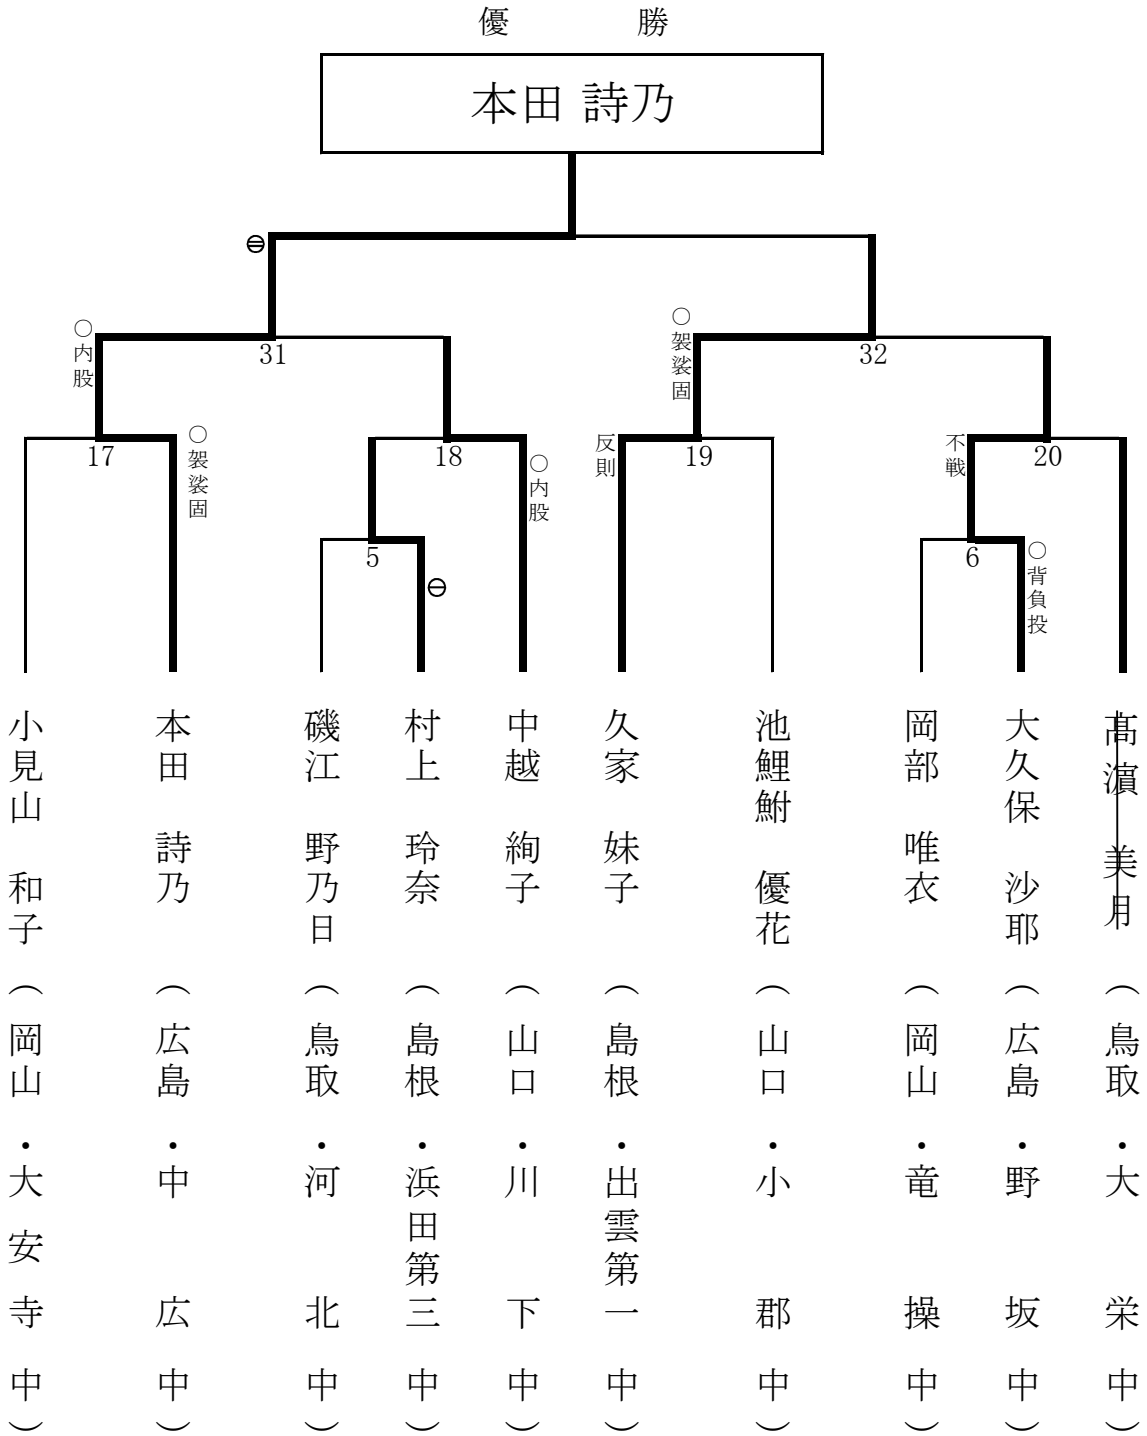 優 勝
本田 詩乃
○内股
31
○袈裟固
32
17
○袈裟固
18
○内股
反則
19
不戦
20
5
6
○背負投
小見山 和子（岡山・大安寺中）
本田 詩乃（広島・中広中）
磯江 野乃日（鳥取・河北中）
村上 玲奈（島根・浜田第三中）
中越 絢子（山口・川下中）
久家 妹子（島根・出雲第一中）
池鯉鮒 優花（山口・小郡中）
岡部 唯衣（岡山・竜操中）
大久保 沙耶（広島・野坂中）
髙濵 美月（鳥取・大栄中）